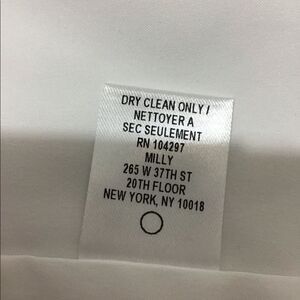 DRY CLEAN ONLY /
NETTOYER A
SEC SEULEMENT
RN 104297
MILLY
265 W 37TH ST
20TH FLOOR
NEW YORK, NY 10018